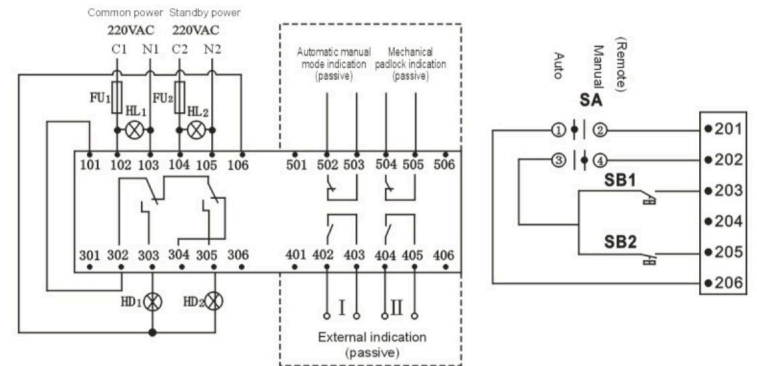 Common power Standby power
220VAC 220VAC
C1 N1 C2 N2
FU1 HL1 FU2 HL2
Automatic manual
mode indication
(passive)
Mechanical
padlock indication
(passive)
101 102 103 104 105 106 501 502 503 504 505 506
301 302 303 304 305 306 401 402 403 404 405 406
HD1 HD2
I II
External indication
(passive)
Auto
Manual
(Remote)
SA
1 2
3 4
SB1
SB2
201
202
203
204
205
206